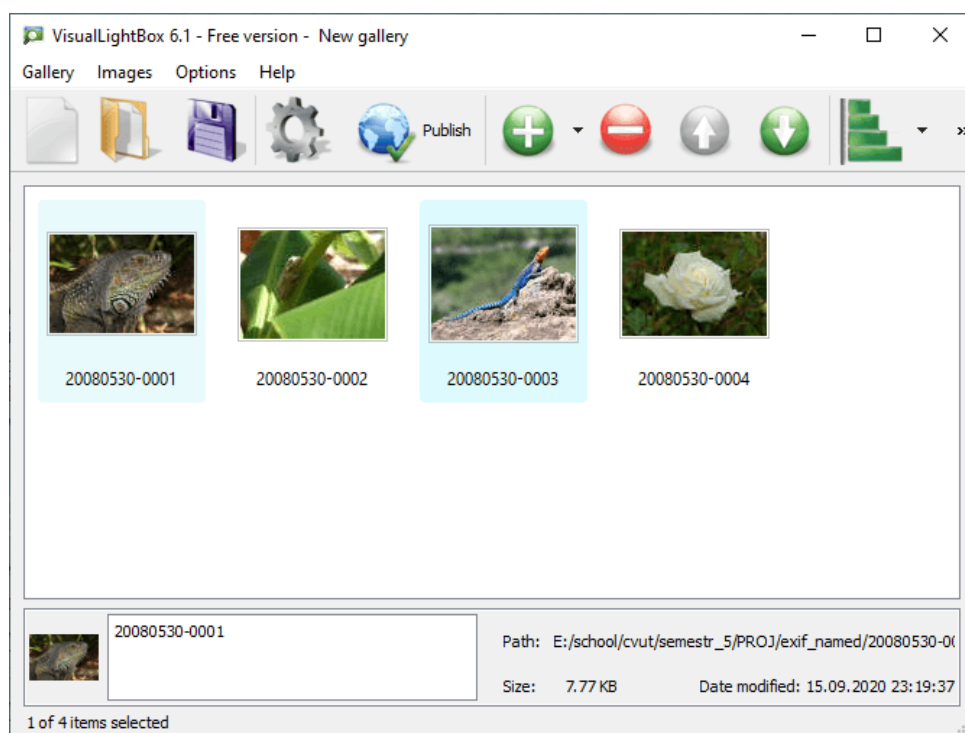 VisualLightBox 6.1 - Free version - New gallery
Gallery Images Options Help
Publish
20080530-0001 20080530-0002 20080530-0003 20080530-0004
20080530-0001
Path: E:/school/cvut/semestr_5/PROJ/exif_named/20080530-00
Size: 7.77 KB Date modified: 15.09.2020 23:19:37
1 of 4 items selected